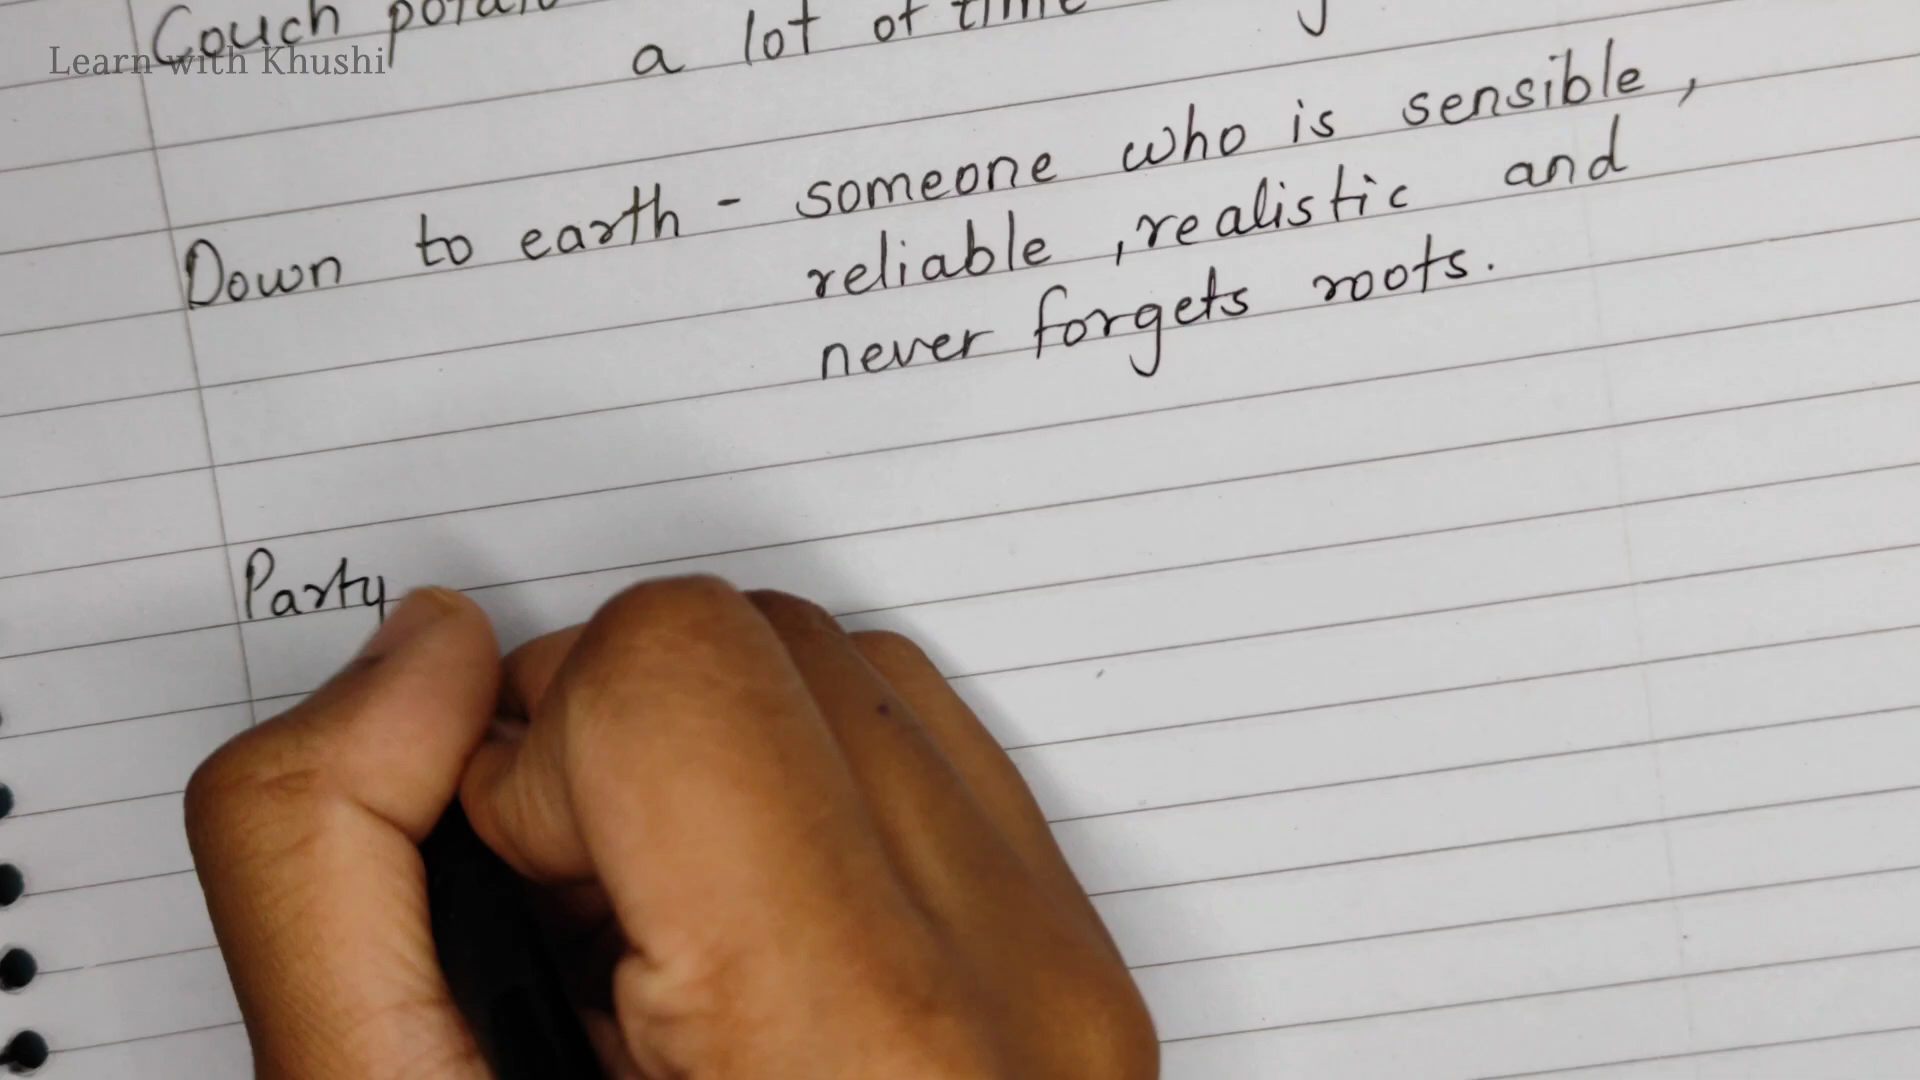 Couch
a lot of time
Learn with Khushi
Down to earth - someone who is sensible,
reliable, realistic and
never forgets roots.
Party